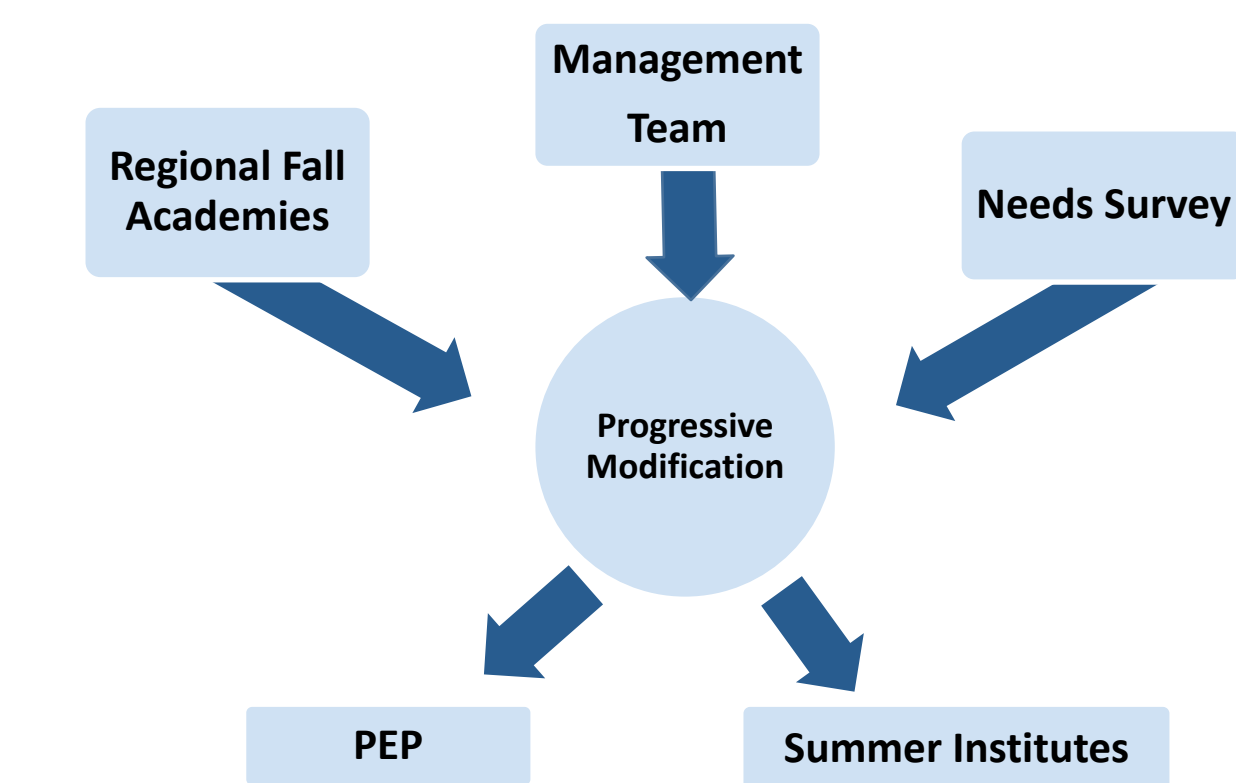 Management
Team
Regional Fall
Academies
Needs Survey
Progressive
Modification
PEP
Summer Institutes